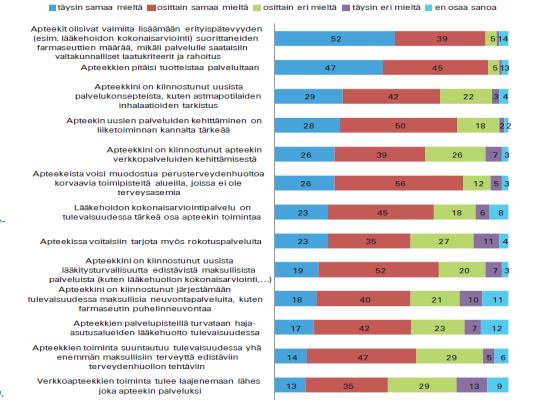 täysin samaa mieltä osittain samaa mieltä osittain eri mieltä täysin eri mieltä en osaa sanoa
Apteekit olisivat valmiita lisäämään erityispätevyyden
(esim. lääkehoidon kokonaisarviointi) suorittaneiden
farmaseuttien määrää, mikäli palvelulle saataisiin
valtakunnalliset laatukriteerit ja rahoitus
52 39 5 1 4
Apteekkien pitäisi tuotteistaa palveluitaan
47 45 5 1 3
Apteekkini on kiinnostunut uusista
palvelukonsepteista, kuten astmapotilaiden
inhalaatioiden tarkistus
29 42 22 3 4
Apteekin uusien palveluiden kehittäminen on
liiketoiminnan kannalta tärkeää
28 50 18 2 2
Apteekkini on kiinnostunut apteekin
verkkopalveluiden kehittämisestä
26 39 26 7 3
Apteekeista voisi muodostua perusterveydenhuoltoa
korvaavia toimipisteitä alueilla, joissa ei ole
terveysasemia
26 56 12 5 3
Lääkehoidon kokonaisarviointipalvelu on
tulevaisuudessa tärkeä osa apteekin toimintaa
23 45 18 6 8
Apteekissa voitaisiin tarjota myös rokotuspalveluita
23 35 27 11 4
Apteekkini on kiinnostunut uusista
lääkitysturvallisuutta edistävistä maksullisista
palveluista (kuten lääkehuollon kokonaisarviointi,…)
19 52 20 7 3
Apteekkini on kiinnostunut järjestämään
tulevaisuudessa maksullisia neuvontapalveluita, kuten
farmaseutin puhelinneuvontaa
18 40 21 10 11
Apteekkien palvelupisteillä turvataan haja-
asutusalueiden lääkehuolto tulevaisuudessa
17 42 23 7 12
Apteekkien toiminta suuntautuu tulevaisuudessa yhä
enemmän maksullisiin terveyttä edistäviin
terveydenhuollon tehtäviin
14 47 29 5 6
Verkkoapteekkien toiminta tulee laajenemaan lähes
joka apteekin palveluksi
13 35 29 13 9